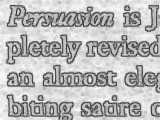 Persuasion is
pletely revised
an almost
biting satire